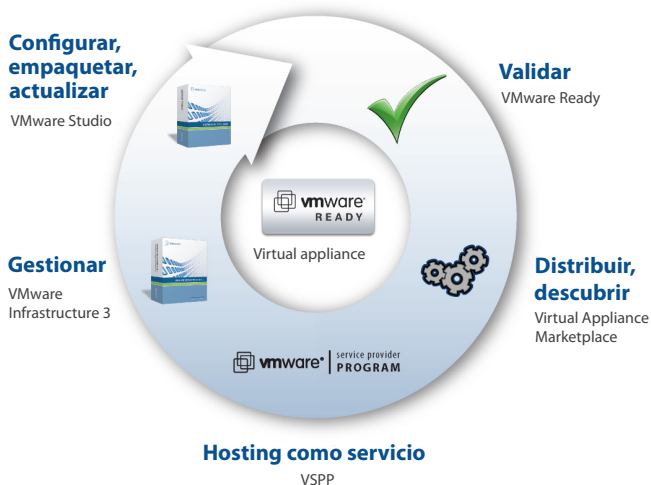 Configurar,
empaquetar,
actualizar
VMware Studio
Validar
VMware Ready
vmware
READY
Virtual appliance
Gestionar
VMware
Infrastructure 3
Distribuir,
descubrir
Virtual Appliance
Marketplace
vmware® service provider
PROGRAM
Hosting como servicio
VSPP